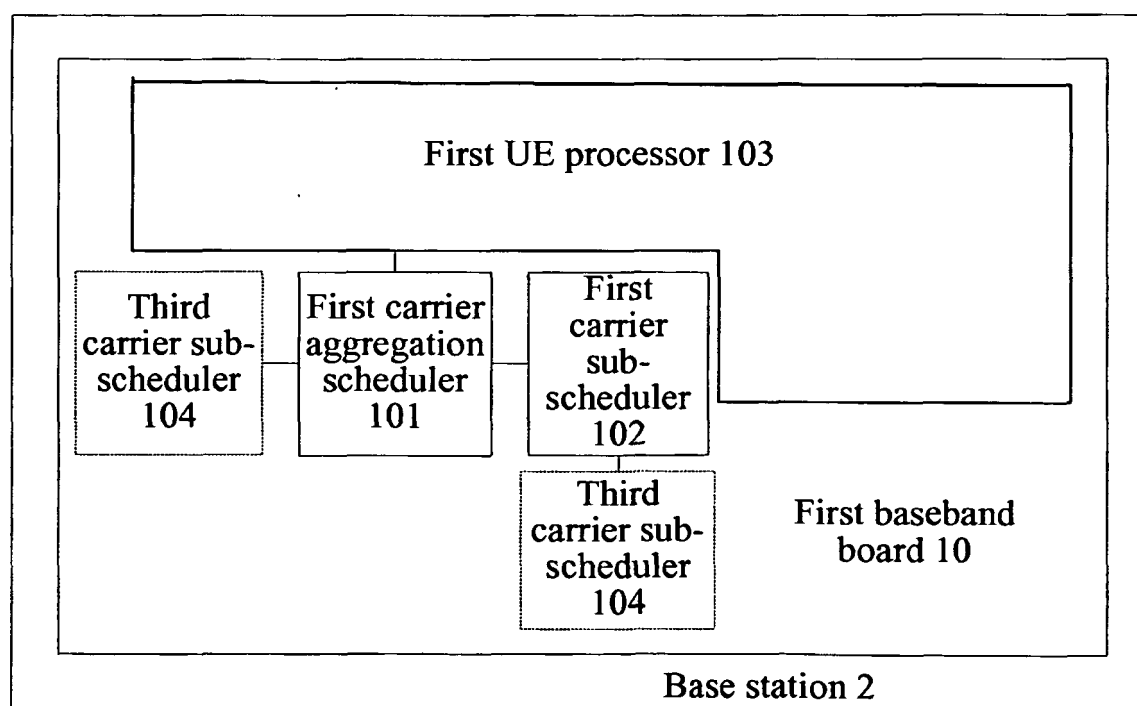 First UE processor 103
Third
carrier sub-
scheduler
104
First carrier
aggregation
scheduler
101
First
carrier
sub-
scheduler
102
Third
carrier sub-
scheduler
104
First baseband
board 10
Base station 2